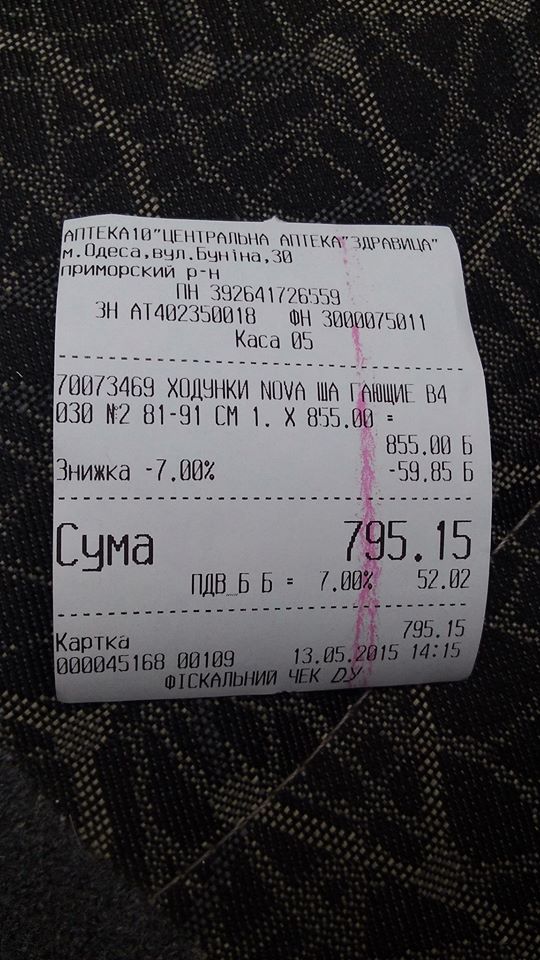 АПТЕКА10"ЦЕНТРАЛЬНА АПТЕКА"ЗДРАВИЦА"
м.Одеса,вул.Буніна,30
приморский р-н
ПН 392641726559
ЗН АТ402350018 ФН 3000075011
Каса 05
70073469 ХОДУНКИ NOVA ША ГАЮЩИЕ В4
030 №2 81-91 СМ 1. X 855.00 =
855.00 Б
Знижка -7.00% -59.85 Б
Сума 795.15
ПДВ_Б Б = 7.00% 52.02
Картка 795.15
000045168 00109 13.05.2015 14:15
ФІСКАЛЬНИЙ ЧЕК